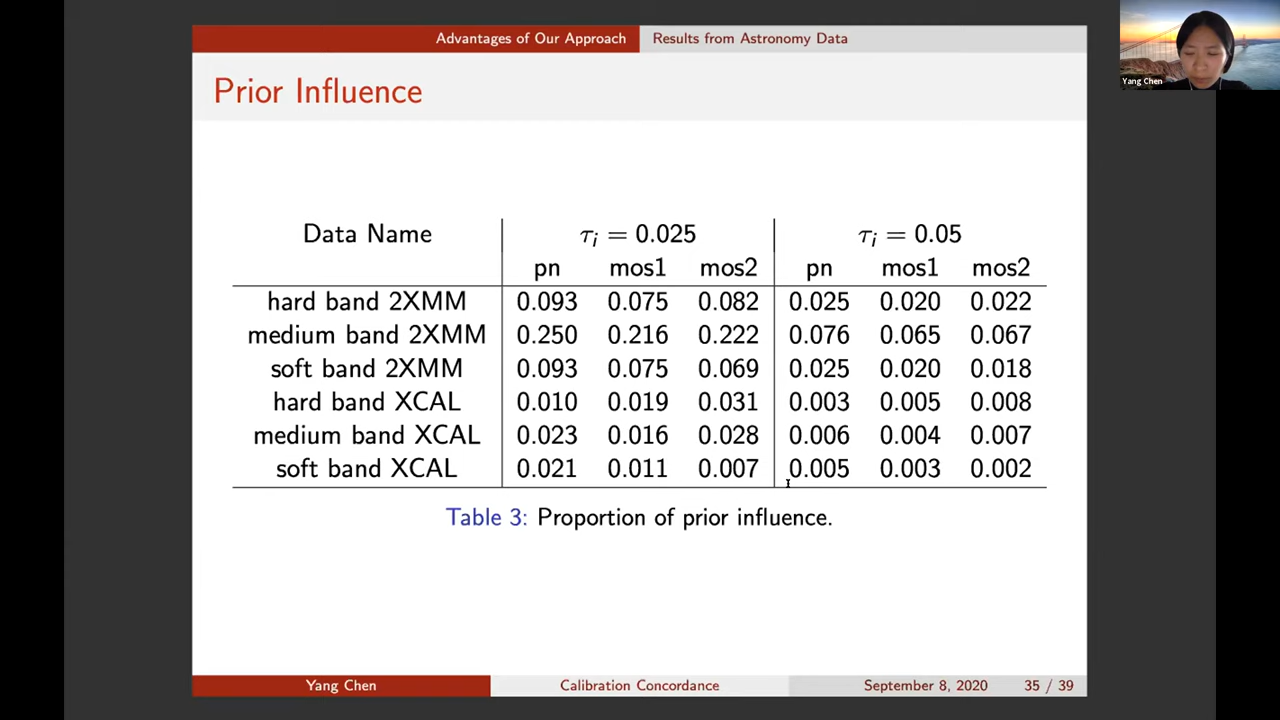 Advantages of Our Approach Results from Astronomy Data
Yang Chen
Prior Influence
Data Name τi = 0.025 τi = 0.05
pn mos1 mos2 pn mos1 mos2
hard band 2XMM 0.093 0.075 0.082 0.025 0.020 0.022
medium band 2XMM 0.250 0.216 0.222 0.076 0.065 0.067
soft band 2XMM 0.093 0.075 0.069 0.025 0.020 0.018
hard band XCAL 0.010 0.019 0.031 0.003 0.005 0.008
medium band XCAL 0.023 0.016 0.028 0.006 0.004 0.007
soft band XCAL 0.021 0.011 0.007 0.005 0.003 0.002
Table 3: Proportion of prior influence.
Yang Chen Calibration Concordance September 8, 2020 35 / 39